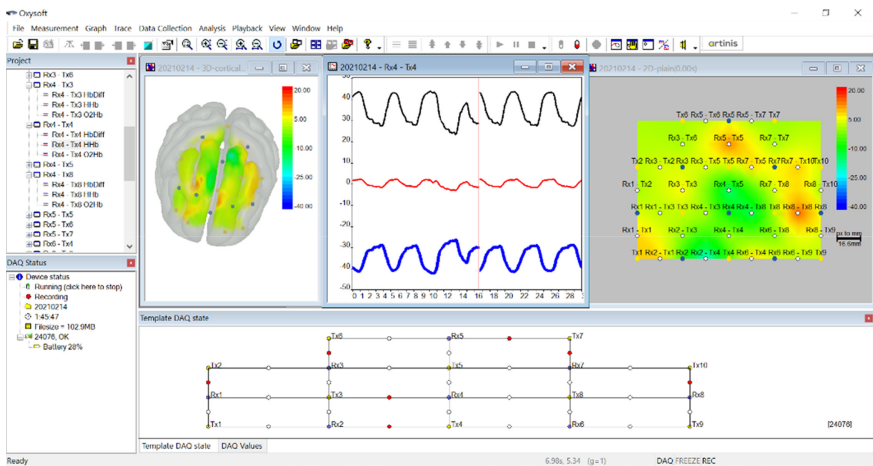 Oxysoft
File Measurement Graph Trace Data Collection Analysis Playback View Window Help
artinis
Project
Rx3 - Tx6
Rx4 - Tx3
Rx4 - Tx3 HbDiff
Rx4 - Tx3 HHb
Rx4 - Tx3 O2Hb
Rx4 - Tx4
Rx4 - Tx4 HbDiff
Rx4 - Tx4 HHb
Rx4 - Tx4 O2Hb
Rx4 - Tx5
Rx4 - Tx8
Rx4 - Tx8 HbDiff
Rx4 - Tx8 HHb
Rx4 - Tx8 O2Hb
Rx5 - Tx5
Rx5 - Tx6
Rx5 - Tx7
Rx6 - Tx4
DAQ Status
Device status
Running (click here to stop)
Recording
20210214
1:45:47
Filesize = 102.9MB
24076, OK
Battery 28%
20210214 - 3D-cortical...
20.00
5.00
-10.00
-25.00
-40.00
20210214 - Rx4 - Tx4
50
40
30
20
10
0
-10
-20
-30
-40
-50
0 1 2 3 4 5 6 7 8 9 10 12 14 16 18 20 22 24 26 28
20210214 - 2D-plain(0.00s)
20.00
5.00
-10.00
-25.00
-40.00
Tx6 Rx5 - Tx6 Rx5 Rx5 - Tx7 Tx7
Rx3 - Tx6 Rx5 - Tx5 Rx7 - Tx7
Tx2 Rx3 - Tx2 Rx3 Rx3 - Tx5 Tx5 Rx7 - Tx5 Rx7 Rx7 - Tx10 Tx10
Rx1 - Tx2 Rx3 - Tx3 Rx4 - Tx5 Rx7 - Tx8 Rx8 - Tx10
Rx1 Rx1 - Tx3 Tx3 Rx4 - Tx3 Rx4 Rx4 - Tx8 Tx8 Rx8 - Tx8 Rx8
Rx1 - Tx1 Rx2 - Tx3 Rx4 - Tx4 Rx6 - Tx8 Rx8 - Tx9
Tx1 Rx2 - Tx1 Rx2 Rx2 - Tx4 Tx4 Rx6 - Tx4 Rx6 Rx6 - Tx9 Tx9
px to mm
16.6mm
Template DAQ state
Tx6 Rx5 Tx7
Tx2 Rx3 Tx5 Rx7 Tx10
Rx1 Tx3 Rx4 Tx8 Rx8
Tx1 Rx2 Tx4 Rx6 Tx9 [24076]
Template DAQ state DAQ Values
Ready 6.98s, 5.34 (g=1) DAQ FREEZE REC